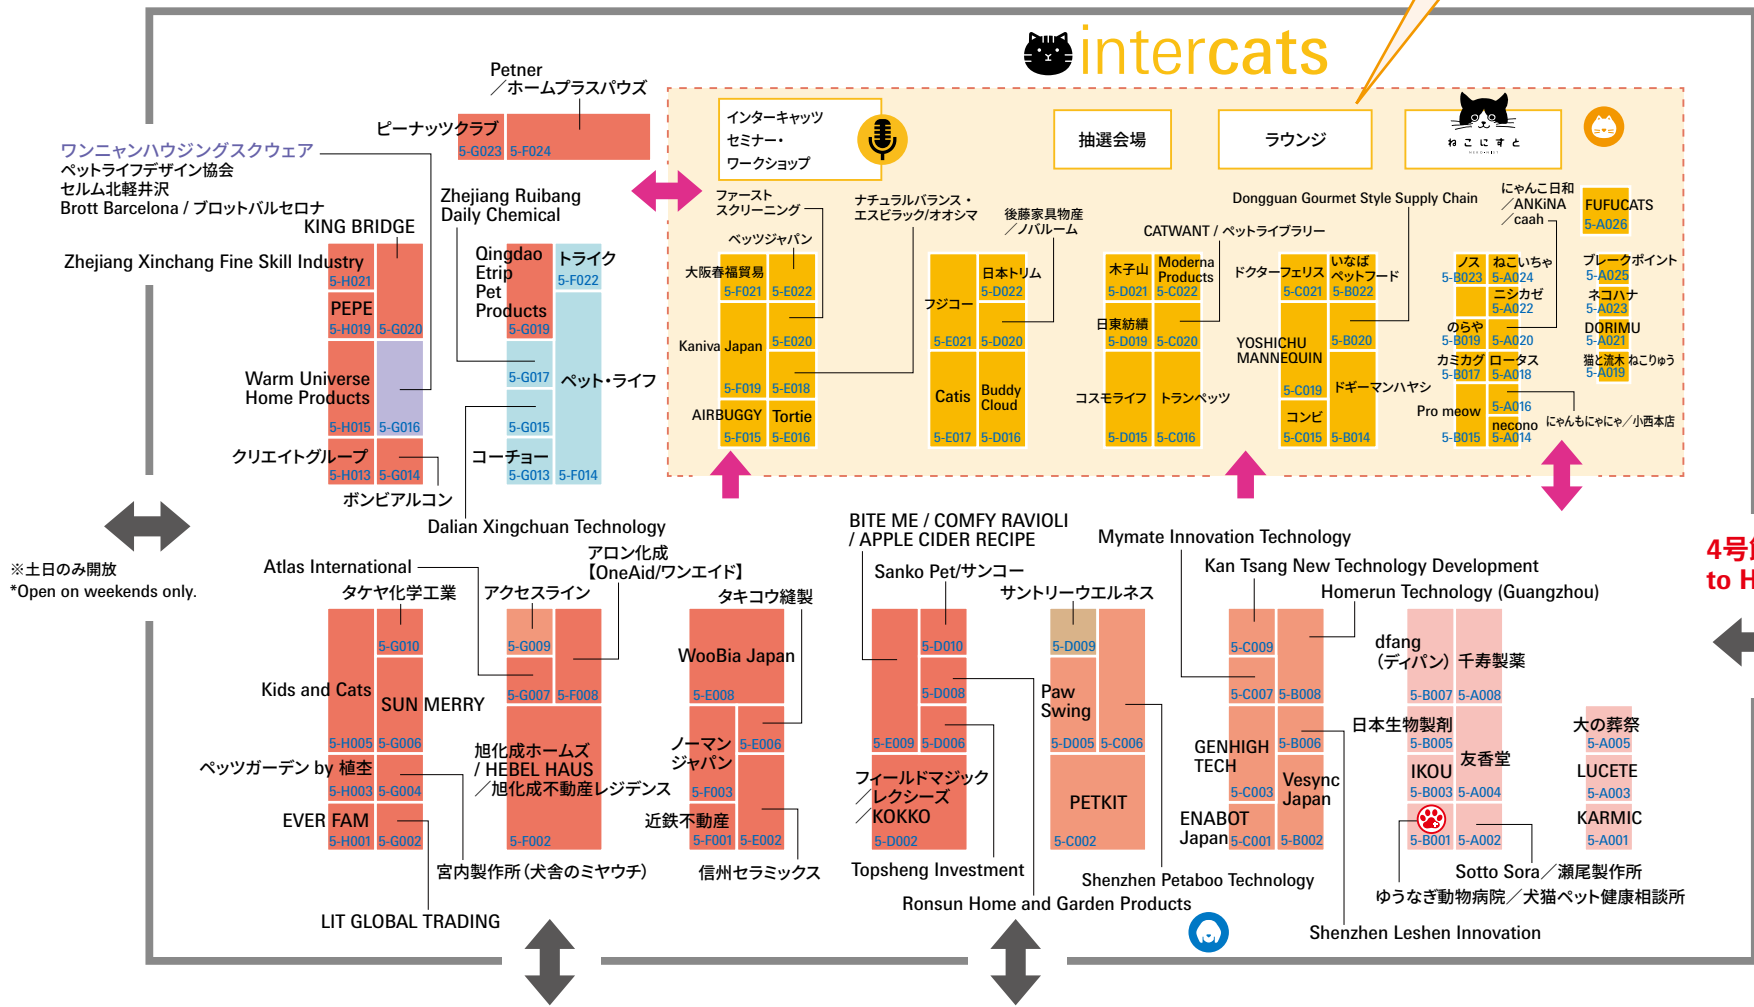 intercats
Petner
／ホームプラスパウズ
ピーナッツクラブ
5-G023
5-F024
ワンニャンハウジングスクウェア
ペットライフデザイン協会
セルム北軽井沢
Brott Barcelona / ブロットバルセロナ
KING BRIDGE
Zhejiang Xinchang Fine Skill Industry
5-H021
PEPE
5-H019
5-G020
Warm Universe
Home Products
5-H015
5-G016
クリエイトグループ
5-H013
5-G014
ボンビアルコン
Zhejiang Ruibang
Daily Chemical
Qingdao
Etrip
Pet
Products
5-G019
トライク
5-F022
5-G017
ペット・ライフ
5-G015
コーチョー
5-G013
5-F014
Dalian Xingchuan Technology
インターキャッツ
セミナー・
ワークショップ
抽選会場
ラウンジ
ねこにすと
ファースト
スクリーニング
ペッツジャパン
大阪春福貿易
5-F021
5-E022
ナチュラルバランス・
エスピラック/オオシマ
Kaniva Japan
5-E020
5-F019
5-E018
AIRBUGGY
5-F015
Tortie
5-E016
後藤家具物産
／ノバルーム
日本トリム
5-D022
フジコー
5-E021
5-D020
Catis
5-E017
Buddy
Cloud
5-D016
CATWANT / ペットライブラリー
木子山
5-D021
Moderna
Products
5-C022
日東紡績
5-D019
5-C020
コスモライフ
5-D015
トランペッツ
5-C016
Dongguan Gourmet Style Supply Chain
ドクターフェリス
5-C021
いなば
ペットフード
5-B022
YOSHICHU
MANNEQUIN
5-B020
5-C019
ドギーマンハヤシ
コンビ
5-C015
5-B014
にゃんこ日和
／ANKiNA
／caah
ノス
5-B023
ねこいちゃ
5-A024
ニシカゼ
5-A022
のらや
5-B019
5-A020
カミカグ
5-B017
ロータス
5-A018
Pro meow
5-B015
5-A016
necono
5-A014
にゃんもにゃにゃ／小西本店
FUFUCATS
5-A026
ブレークポイント
5-A025
ネコハナ
5-A023
DORIMU
5-A021
猫と流木 ねこりゅう
5-A019
※土日のみ開放
*Open on weekends only.
4号
to H
Atlas International
タケヤ化学工業
5-G010
Kids and Cats
SUN MERRY
5-H005
5-G006
ペッツガーデン by 植杢
5-H003
5-G004
EVER FAM
5-H001
5-G002
宮内製作所（犬舎のミヤウチ）
LIT GLOBAL TRADING
アロン化成
【OneAid/ワンエイド】
アクセスライン
5-G009
5-G007
5-F008
旭化成ホームズ
/ HEBEL HAUS
／旭化成不動産レジデンス
5-F002
タキコウ縫製
WooBia Japan
5-E008
5-E006
ノーマン
ジャパン
5-F003
近鉄不動産
5-F001
5-E002
信州セラミックス
BITE ME / COMFY RAVIOLI
/ APPLE CIDER RECIPE
Sanko Pet/サンコー
5-D010
5-D008
5-E009
5-D006
フィールドマジック
／レクシーズ
／KOKKO
5-D002
Topsheng Investment
Ronsun Home and Garden Products
サントリーウエルネス
5-D009
Paw
Swing
5-D005
5-C006
PETKIT
5-C002
Shenzhen Petaboo Technology
Mymate Innovation Technology
Kan Tsang New Technology Development
Homerun Technology (Guangzhou)
5-C009
5-C007
5-B008
GENHIGH
TECH
5-B006
5-C003
Vesync
Japan
ENABOT
Japan
5-C001
5-B002
Shenzhen Leshen Innovation
dfang
（ディパン）
5-B007
千寿製薬
5-A008
日本生物製剤
5-B005
友香堂
IKOU
5-B003
5-A004
5-B001
5-A002
Sotto Sora／瀬尾製作所
ゆうなぎ動物病院／犬猫ペット健康相談所
大の葬祭
5-A005
LUCETE
5-A003
KARMIC
5-A001